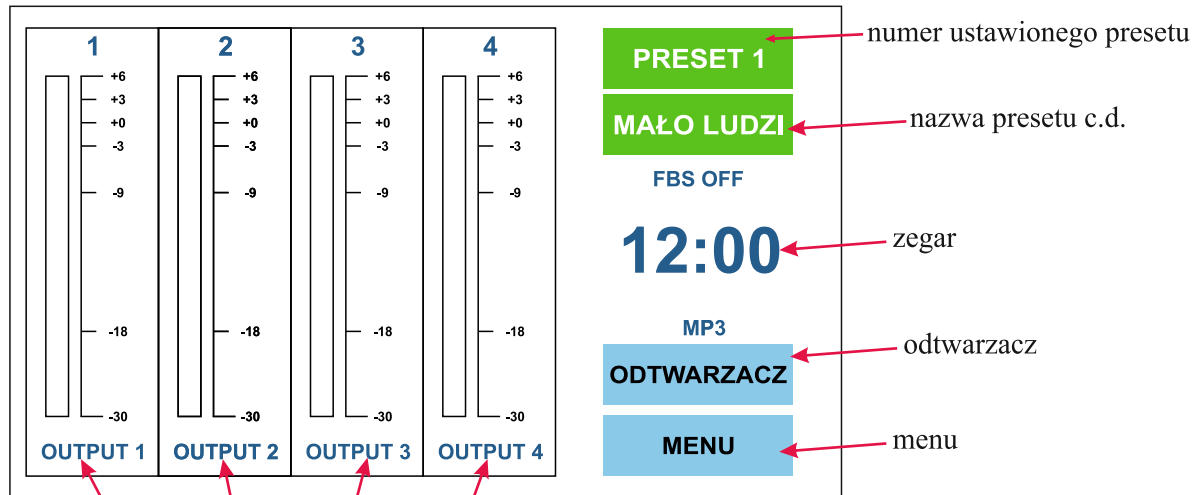 1
+6
+3
+0
-3
-9
-18
-30
OUTPUT 1
2
+6
+3
+0
-3
-9
-18
-30
OUTPUT 2
3
+6
+3
+0
-3
-9
-18
-30
OUTPUT 3
4
+6
+3
+0
-3
-9
-18
-30
OUTPUT 4
PRESET 1
MAŁO LUDZI
FBS OFF
12:00
MP3
ODTWARZACZ
MENU
numer ustawionego presetu
nazwa presetu c.d.
zegar
odtwarzacz
menu